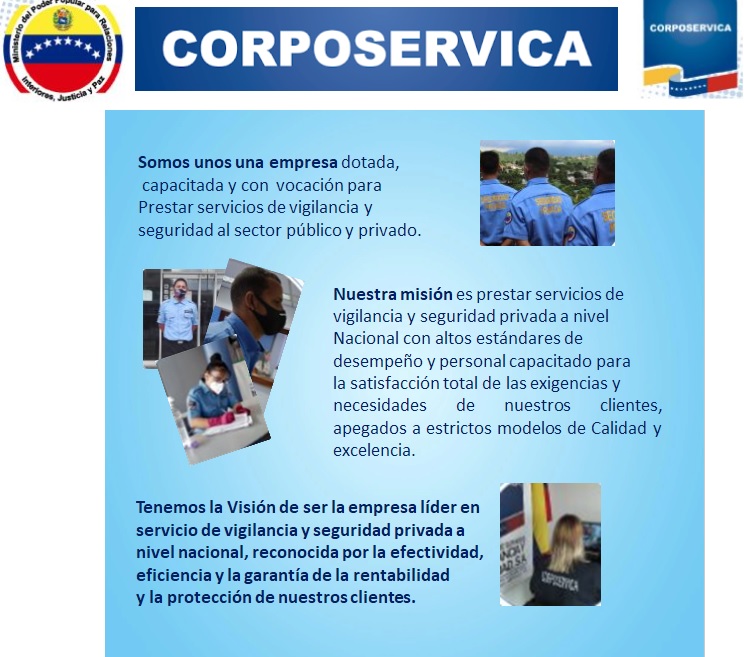 Ministerio del Poder Popular para Relaciones
Interiores, Justicia y Paz
CORPOSERVICA
CORPOSERVICA
Somos unos una empresa dotada,
capacitada y con vocación para
Prestar servicios de vigilancia y
seguridad al sector público y privado.
Nuestra misión es prestar servicios de
vigilancia y seguridad privada a nivel
Nacional con altos estándares de
desempeño y personal capacitado para
la satisfacción total de las exigencias y
necesidades de nuestros clientes,
apegados a estrictos modelos de Calidad y
excelencia.
Tenemos la Visión de ser la empresa líder en
servicio de vigilancia y seguridad privada a
nivel nacional, reconocida por la efectividad,
eficiencia y la garantía de la rentabilidad
y la protección de nuestros clientes.
CORPOSERVICA